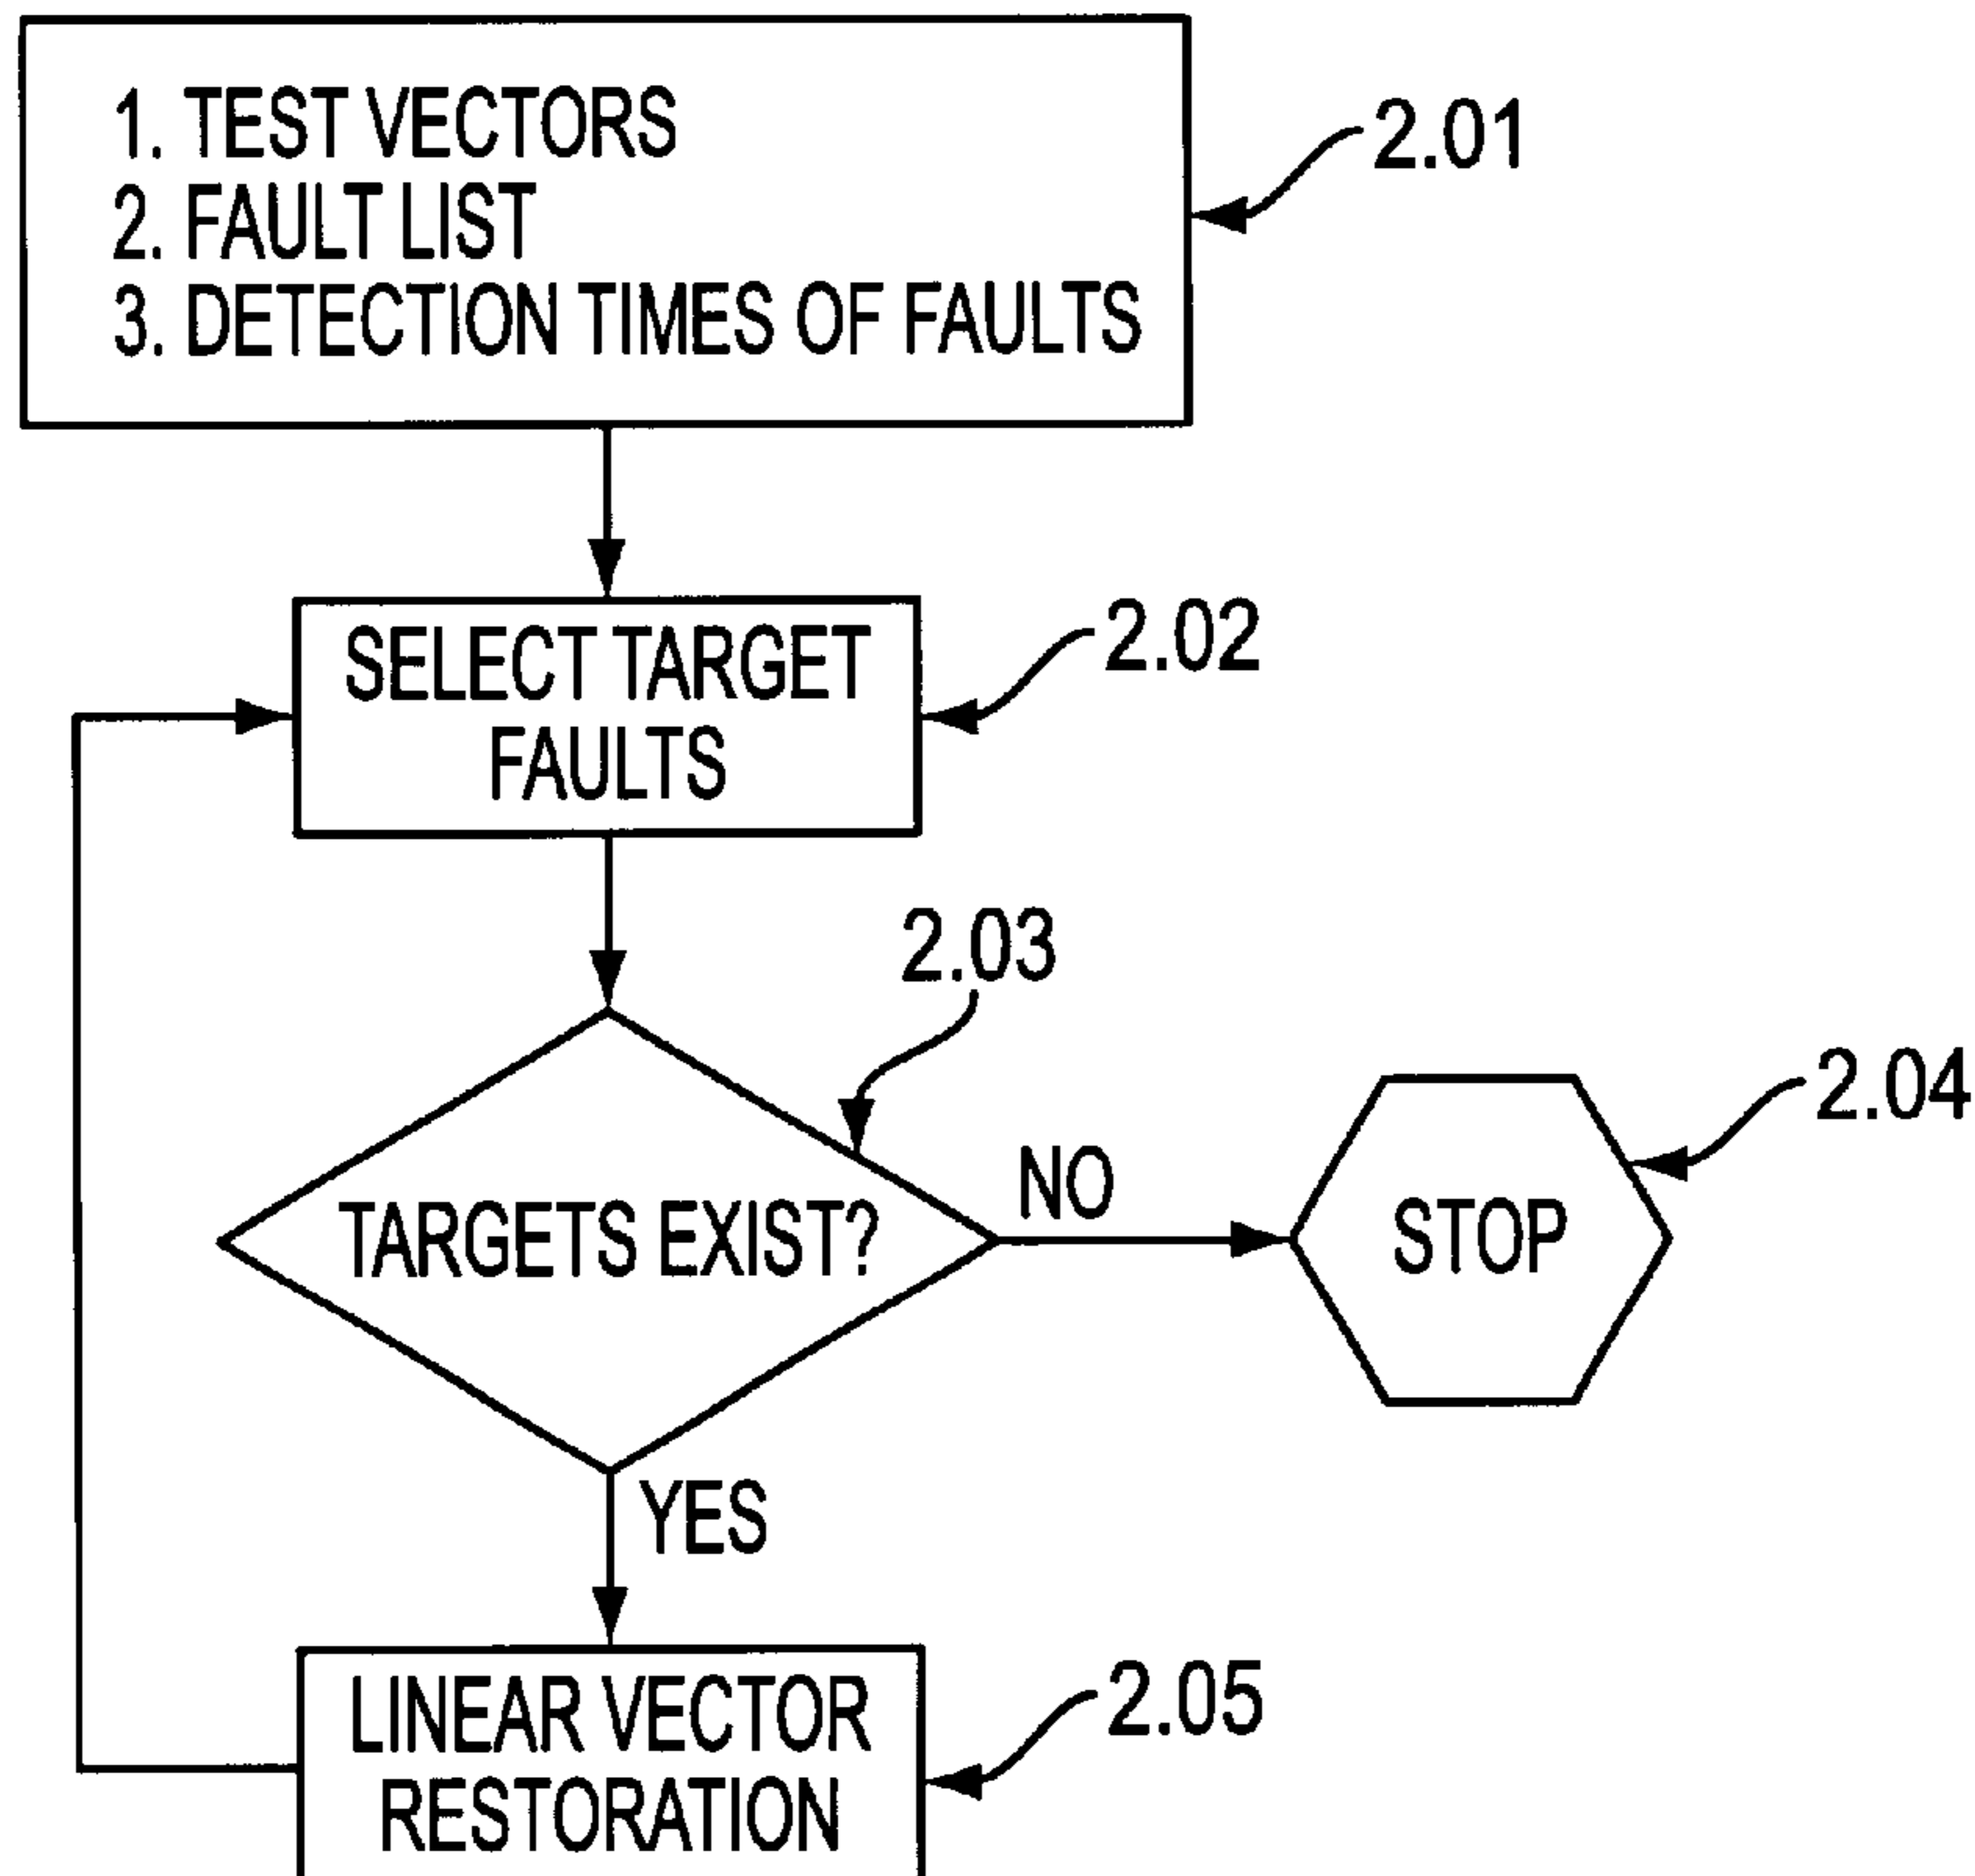 1. TEST VECTORS
2. FAULT LIST
3. DETECTION TIMES OF FAULTS
2.01
SELECT TARGET
FAULTS
2.02
2.03
TARGETS EXIST?
NO
STOP
2.04
YES
LINEAR VECTOR
RESTORATION
2.05